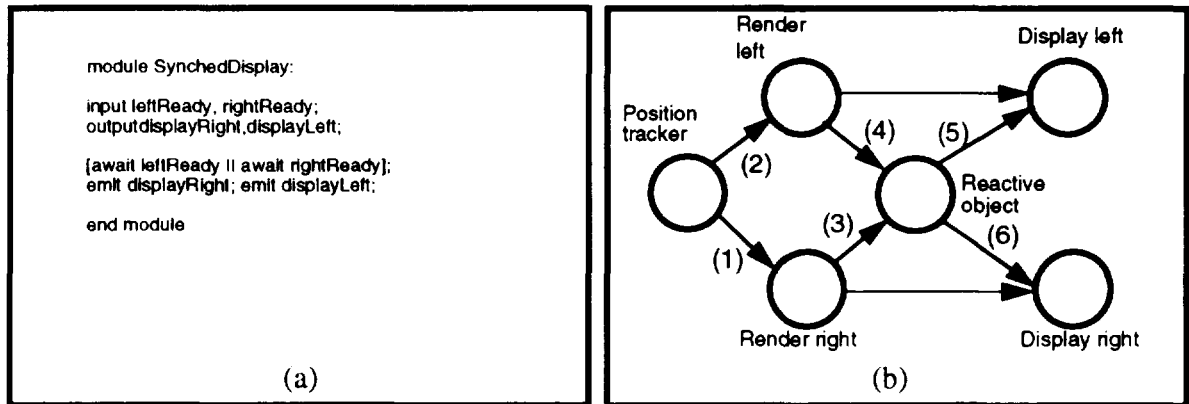 module SynchedDisplay:
input leftReady, rightReady;
outputdisplayRight,displayLeft;
[await leftReady || await rightReady];
emit displayRight; emit displayLeft;
end module
(a)
Render
left
Display left
Position
tracker
(4)
(5)
(2)
Reactive
object
(3)
(6)
(1)
Render right
Display right
(b)